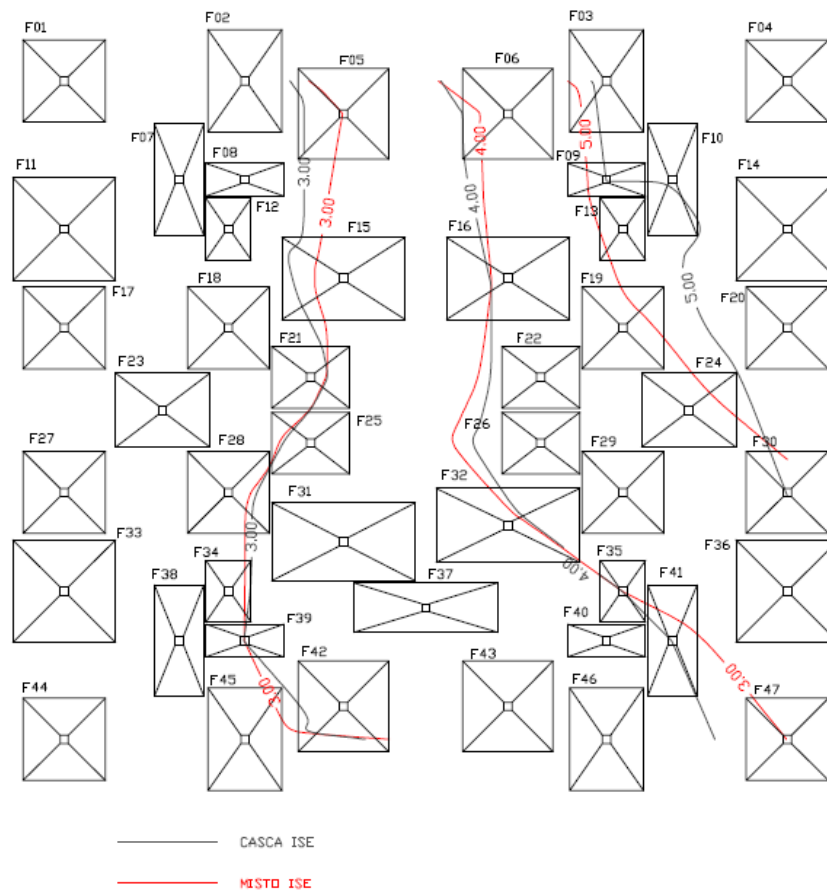 F01
F02
F03
F04
F05
F06
F07
F08
F09
F10
F11
F12
F13
F14
F15
F16
F17
F18
F19
F20
F21
F22
F23
F24
F25
F26
F27
F28
F29
F30
F31
F32
F33
F34
F35
F36
F37
F38
F39
F40
F41
F42
F43
F44
F45
F46
F47
3.00
3.00
4.00
4.00
5.00
5.00
3.00
4.00
3.00
3.00
CASCA ISE
MISTO ISE